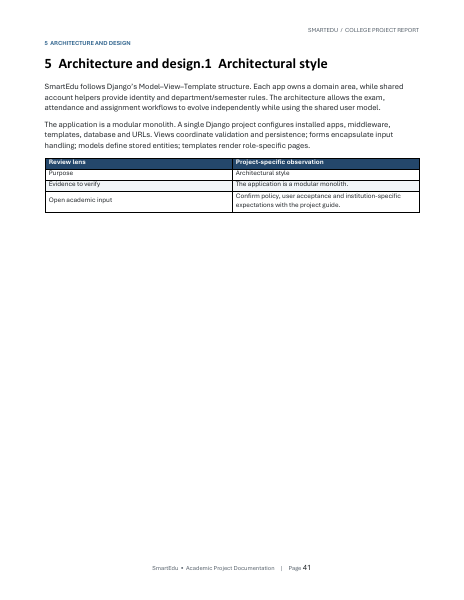 SMARTEDU / COLLEGE PROJECT REPORT
5 ARCHITECTURE AND DESIGN
5 Architecture and design.1 Architectural style
SmartEdu follows Django's Model–View–Template structure. Each app owns a domain area, while shared
account helpers provide identity and department/semester rules. The architecture allows the exam,
attendance and assignment workflows to evolve independently while using the shared user model.
The application is a modular monolith. A single Django project configures installed apps, middleware,
templates, database and URLs. Views coordinate validation and persistence; forms encapsulate input
handling; models define stored entities; templates render role-specific pages.
Review lens Project-specific observation
Purpose Architectural style
Evidence to verify The application is a modular monolith.
Open academic input Confirm policy, user acceptance and institution-specific
expectations with the project guide.
SmartEdu • Academic Project Documentation | Page 41